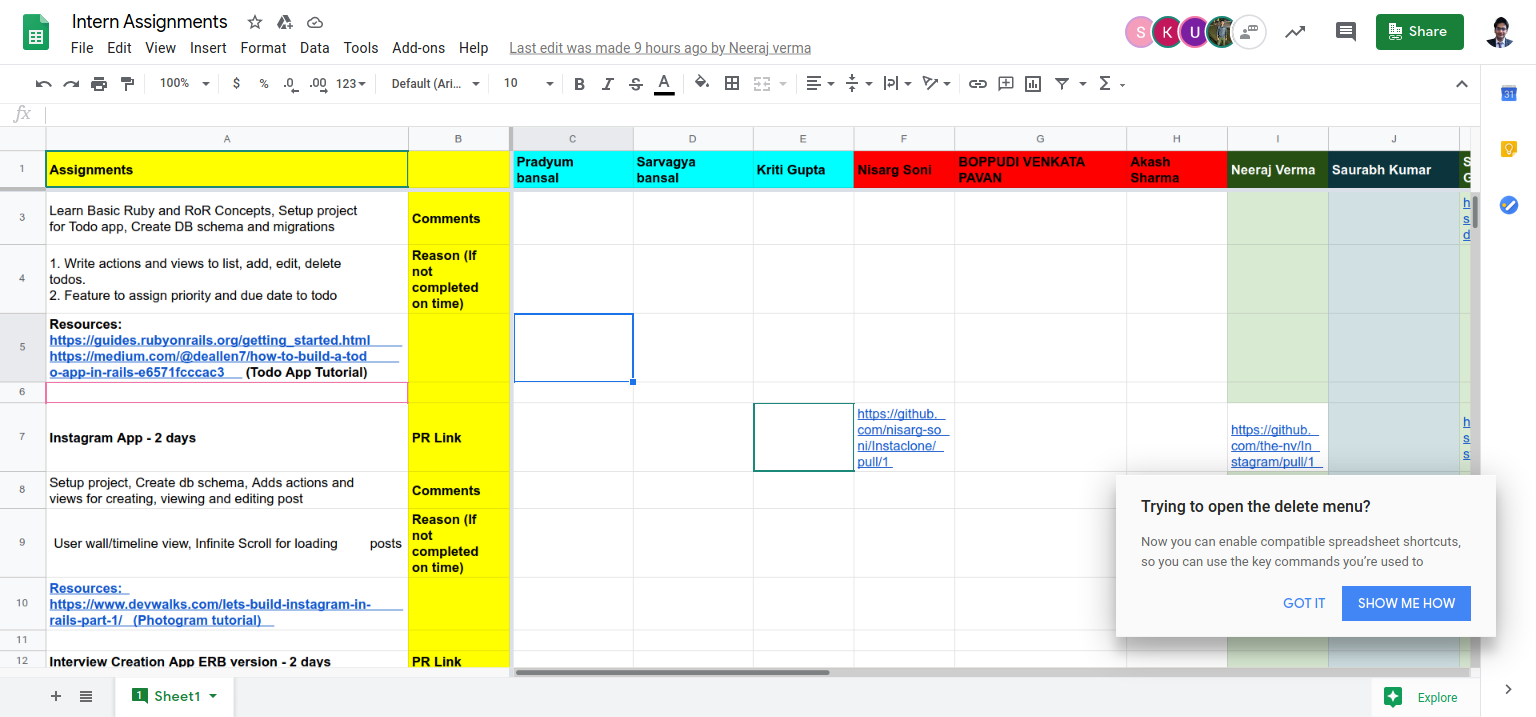 Intern Assignments
S K U
Share
File Edit View Insert Format Data Tools Add-ons Help Last edit was made 9 hours ago by Neeraj verma
100% $ % .0 .00 123 Default (Ari... 10 B I S A Σ
31
fx
A B C D E F G H I J
1 Assignments Pradyum bansal Sarvagya bansal Kriti Gupta Nisarg Soni BOPPUDI VENKATA PAVAN Akash Sharma Neeraj Verma Saurabh Kumar S G
3 Learn Basic Ruby and RoR Concepts, Setup project
for Todo app, Create DB schema and migrations
Comments
h
s
d
4 1. Write actions and views to list, add, edit, delete
todos.
2. Feature to assign priority and due date to todo
Reason (If
not
completed
on time)
5 Resources:
https://guides.rubyonrails.org/getting_started.html
https://medium.com/@deallen7/how-to-build-a-tod
o-app-in-rails-e6571fcccac3 (Todo App Tutorial)
6
7 Instagram App - 2 days
PR Link
https://github.
com/nisarg-so
ni/Instaclone/
pull/1
https://github.
com/the-nv/In
stagram/pull/1
h
s
s
8 Setup project, Create db schema, Adds actions and
views for creating, viewing and editing post
Comments
9 User wall/timeline view, Infinite Scroll for loading posts
Reason (If
not
completed
on time)
10 Resources:
https://www.devwalks.com/lets-build-instagram-in-
rails-part-1/ (Photogram tutorial)
11
12 Interview Creation App ERB version - 2 days PR Link
Trying to open the delete menu?
Now you can enable compatible spreadsheet shortcuts,
so you can use the key commands you’re used to
GOT IT SHOW ME HOW
1 Sheet1
Explore